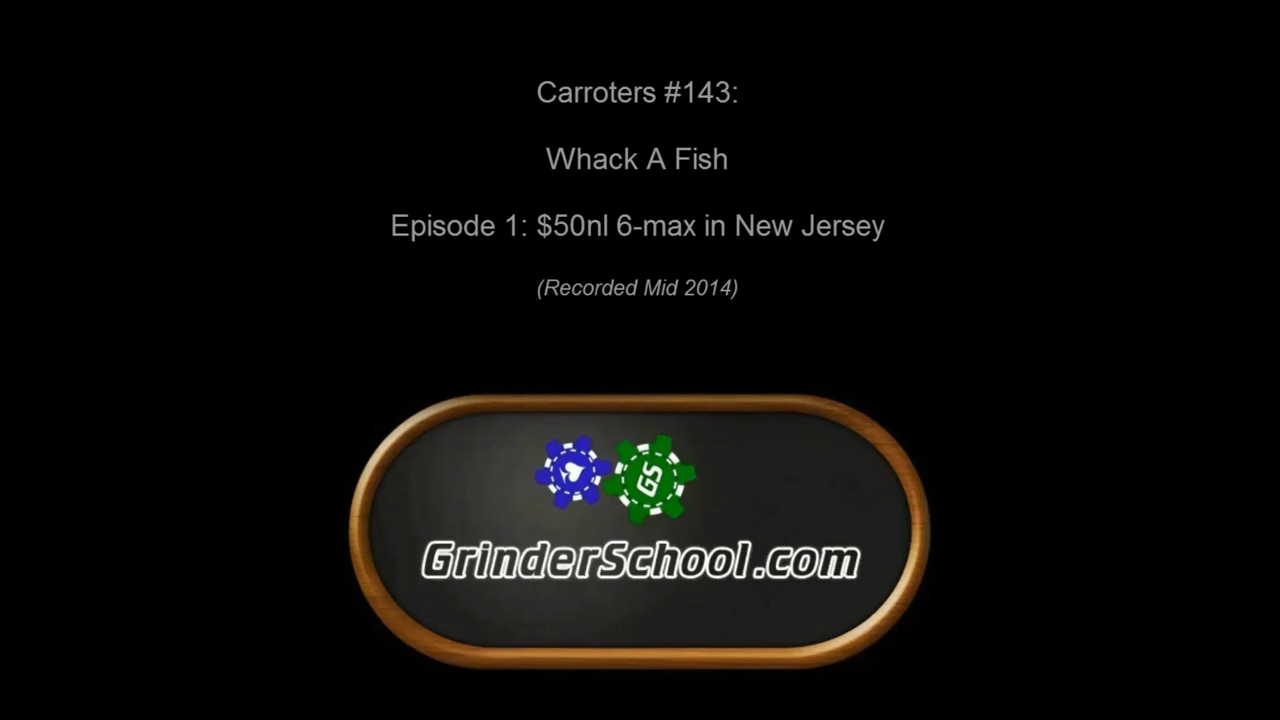 Carroters #143:
Whack A Fish
Episode 1: $50nl 6-max in New Jersey
(Recorded Mid 2014)
GS
GrinderSchool.com